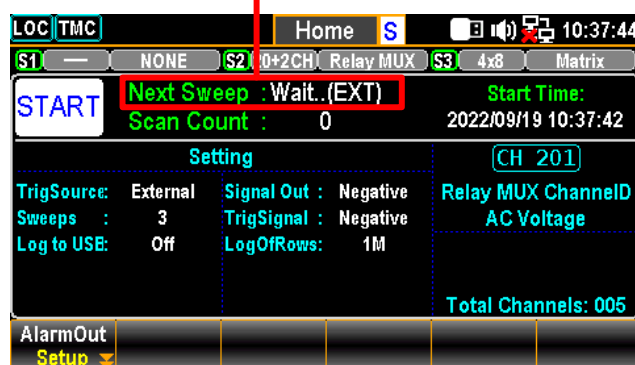 LOC TMC Home S 10:37:44
S1 — NONE S2 20+2CH Relay MUX S3 4x8 Matrix
START Next Sweep : Wait..(EXT) Start Time:
Scan Count : 0 2022/09/19 10:37:42
Setting CH 201
TrigSource: External Signal Out : Negative Relay MUX ChannelD
Sweeps : 3 TrigSignal : Negative AC Voltage
Log to USB: Off LogOfRows: 1M
Total Channels: 005
AlarmOut
Setup